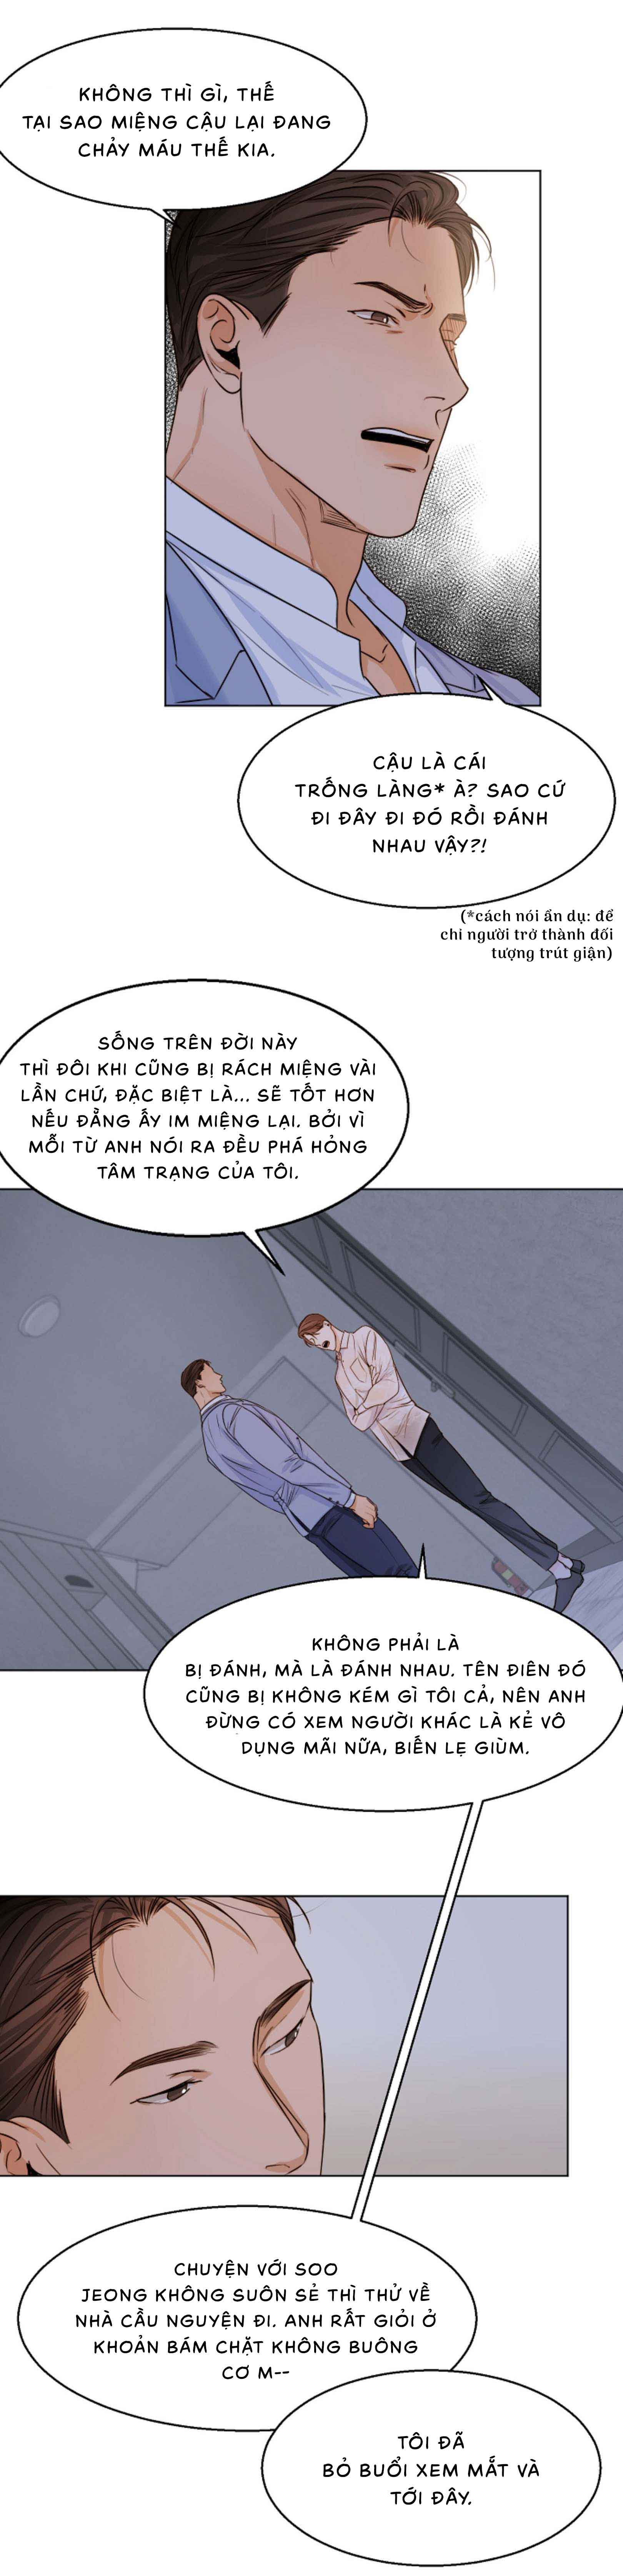 KHÔNG THÌ GÌ, THẾ
TẠI SAO MIỆNG CẬU LẠI ĐANG
CHẢY MÁU THẾ KIA.
CẬU LÀ CÁI
TRỐNG LÀNG* À? SAO CỨ
ĐI ĐÂY ĐI ĐÓ RỒI ĐÁNH
NHAU VẬY?!
(*cách nói ẩn dụ: để
chỉ người trở thành đối
tượng trút giận)
SỐNG TRÊN ĐỜI NÀY
THÌ ĐÔI KHI CŨNG BỊ RÁCH MIỆNG VÀI
LẦN CHỨ, ĐẶC BIỆT LÀ... SẼ TỐT HƠN
NẾU ĐẰNG ẤY IM MIỆNG LẠI. BỞI VÌ
MỖI TỪ ANH NÓI RA ĐỀU PHÁ HỎNG
TÂM TRẠNG CỦA TÔI.
KHÔNG PHẢI LÀ
BỊ ĐÁNH, MÀ LÀ ĐÁNH NHAU. TÊN ĐIÊN ĐÓ
CŨNG BỊ KHÔNG KÉM GÌ TÔI CẢ, NÊN ANH
ĐỪNG CÓ XEM NGƯỜI KHÁC LÀ KẺ VÔ
DỤNG MÃI NỮA, BIẾN LẸ GIÙM.
CHUYỆN VỚI SOO
JEONG KHÔNG SUÔN SẺ THÌ THỬ VỀ
NHÀ CẦU NGUYỆN ĐI. ANH RẤT GIỎI Ở
KHOẢN BÁM CHẶT KHÔNG BUÔNG
CƠ M--
TÔI ĐÃ
BỎ BUỔI XEM MẮT VÀ
TỚI ĐÂY.